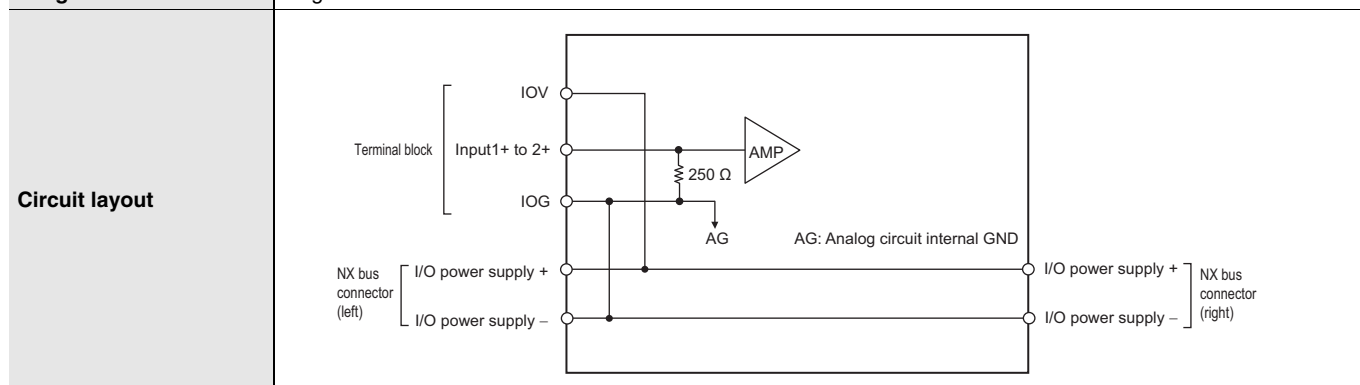 Circuit layout
Terminal block
IOV
Input1+ to 2+
IOG
AMP
250 Ω
AG
AG: Analog circuit internal GND
NX bus
connector
(left)
I/O power supply +
I/O power supply –
I/O power supply +
I/O power supply –
NX bus
connector
(right)